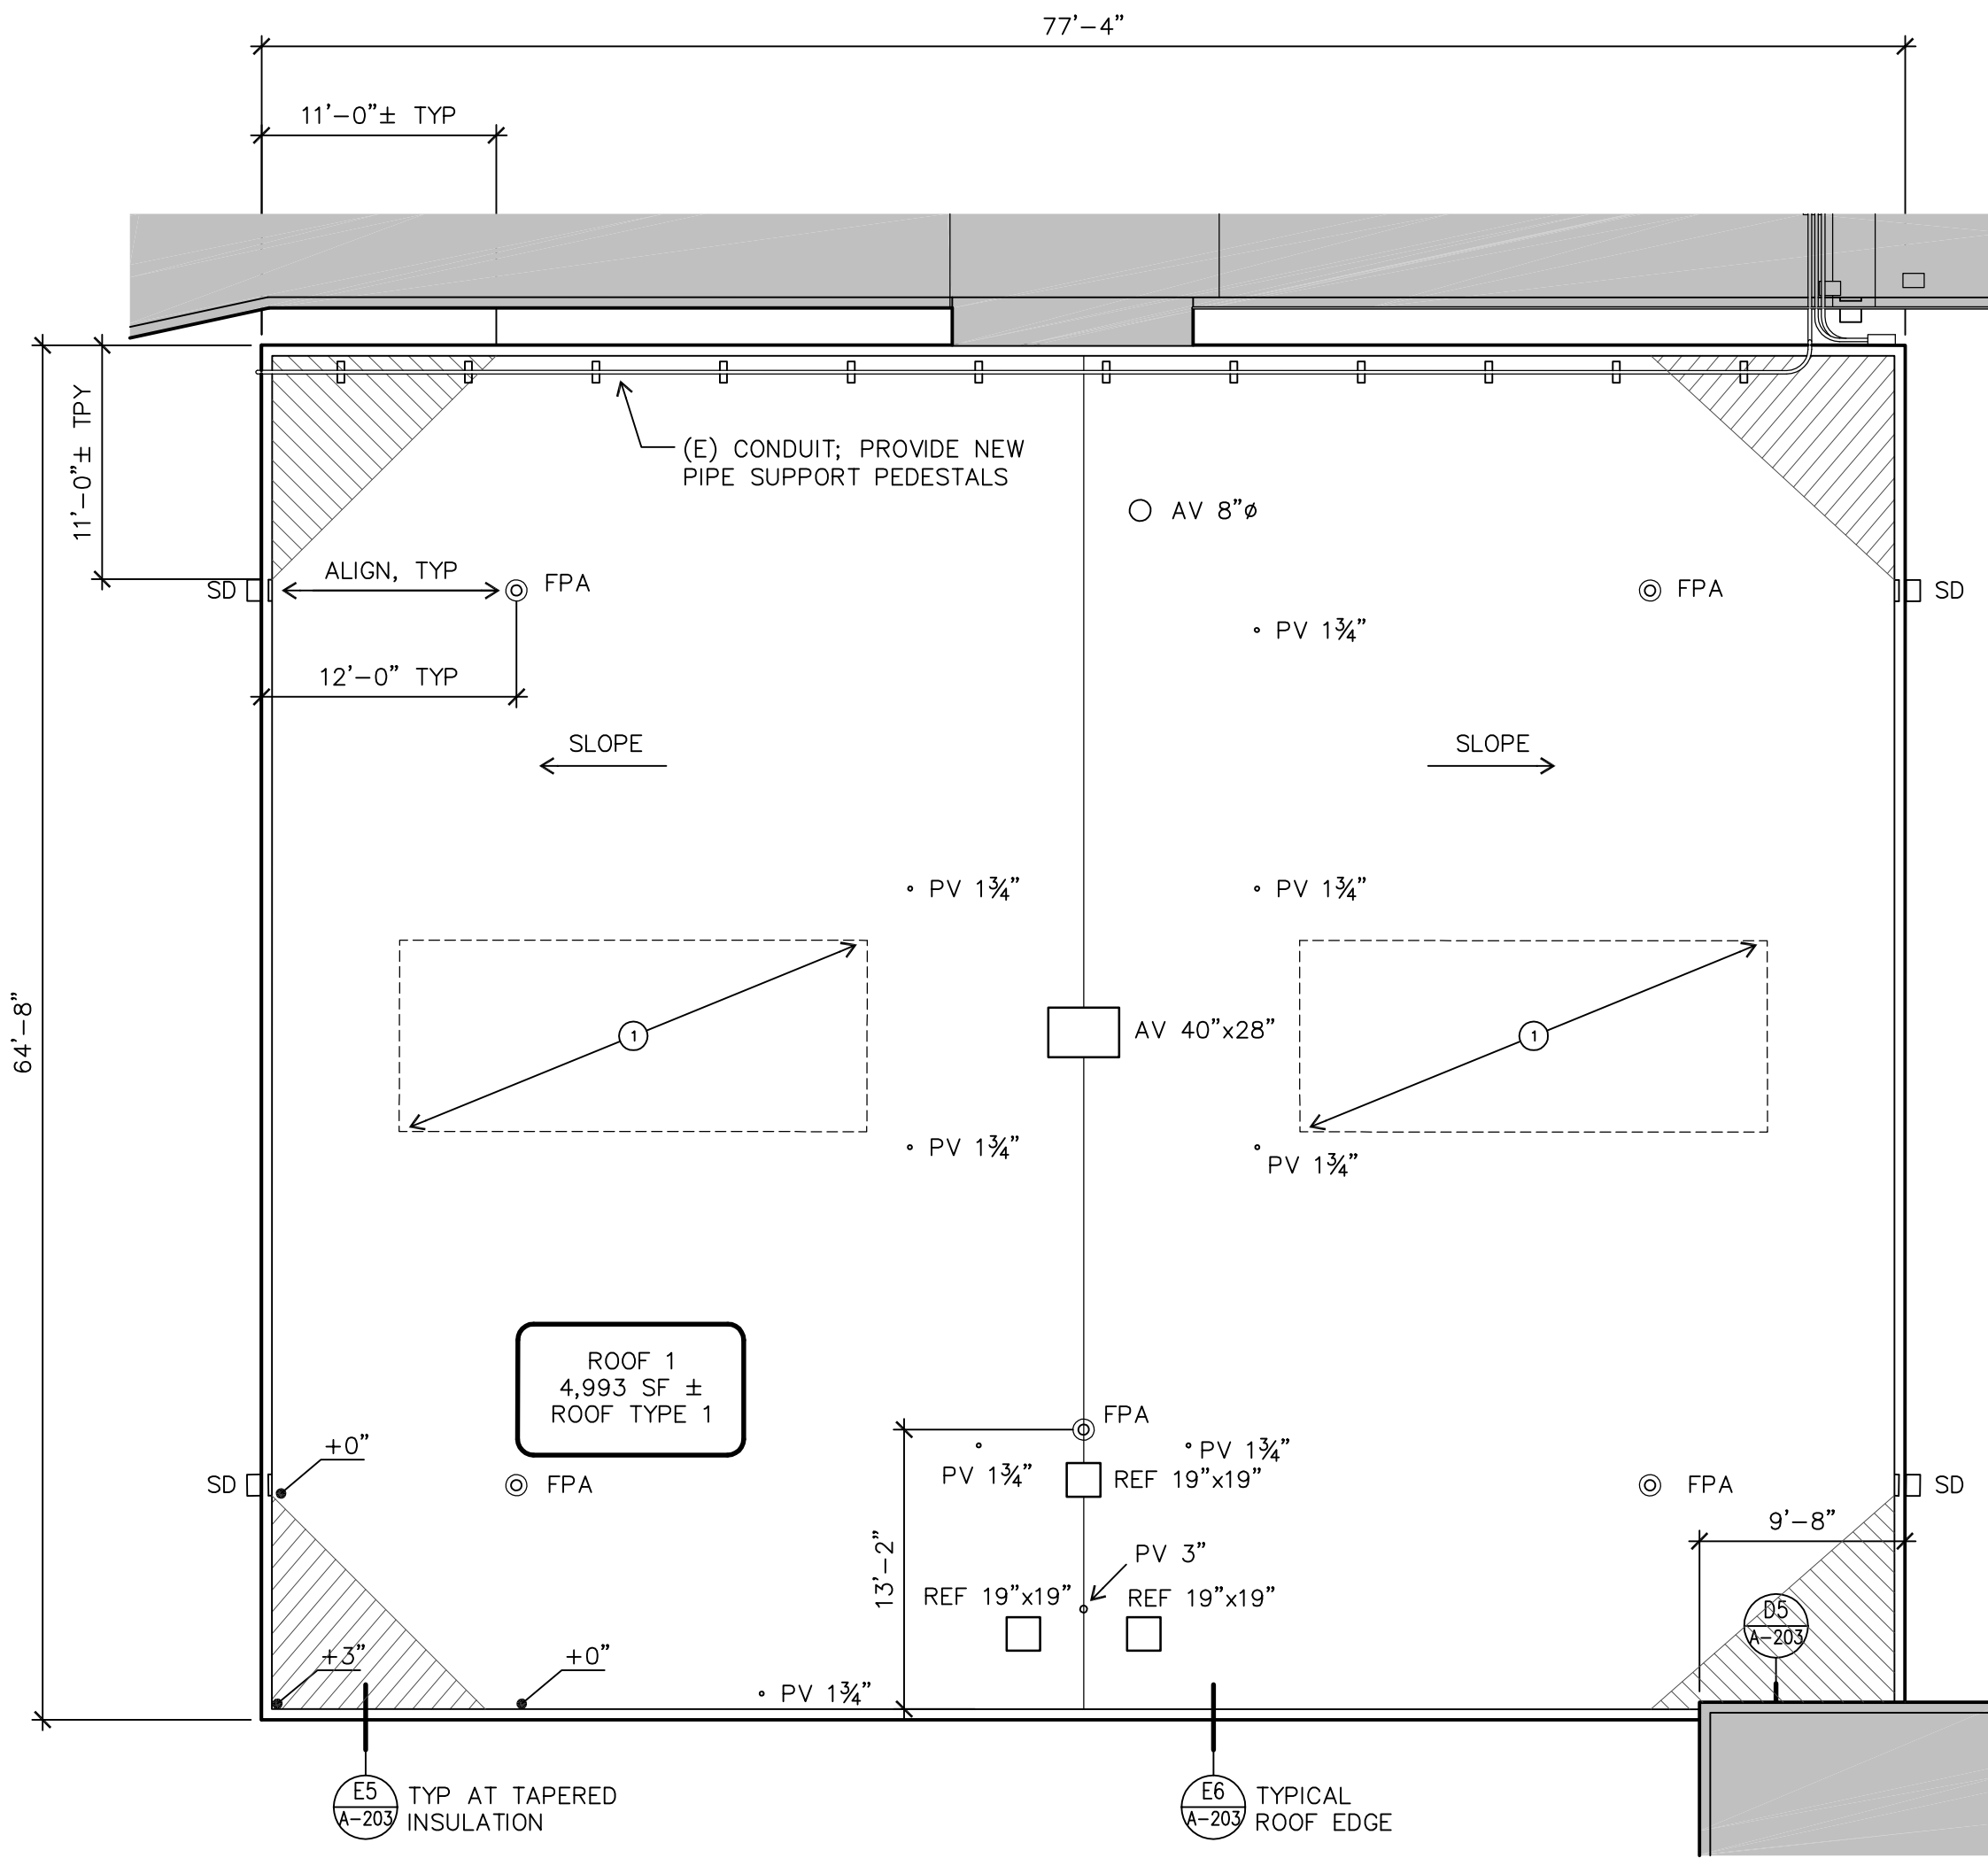 77'-4"
11'-0"± TYP
11'-0"± TPY
(E) CONDUIT; PROVIDE NEW
PIPE SUPPORT PEDESTALS
AV 8"ø
ALIGN, TYP
SD
FPA
FPA
SD
PV 1¾"
12'-0" TYP
SLOPE
SLOPE
PV 1¾"
PV 1¾"
64'-8"
1
AV 40"x28"
1
PV 1¾"
PV 1¾"
ROOF 1
4,993 SF ±
ROOF TYPE 1
FPA
+0"
PV 1¾"
PV 1¾"
REF 19"x19"
SD
FPA
FPA
SD
9'-8"
13'-2"
PV 3"
REF 19"x19"
REF 19"x19"
D5
A-203
+3"
+0"
PV 1¾"
E5
A-203
TYP AT TAPERED
INSULATION
E6
A-203
TYPICAL
ROOF EDGE